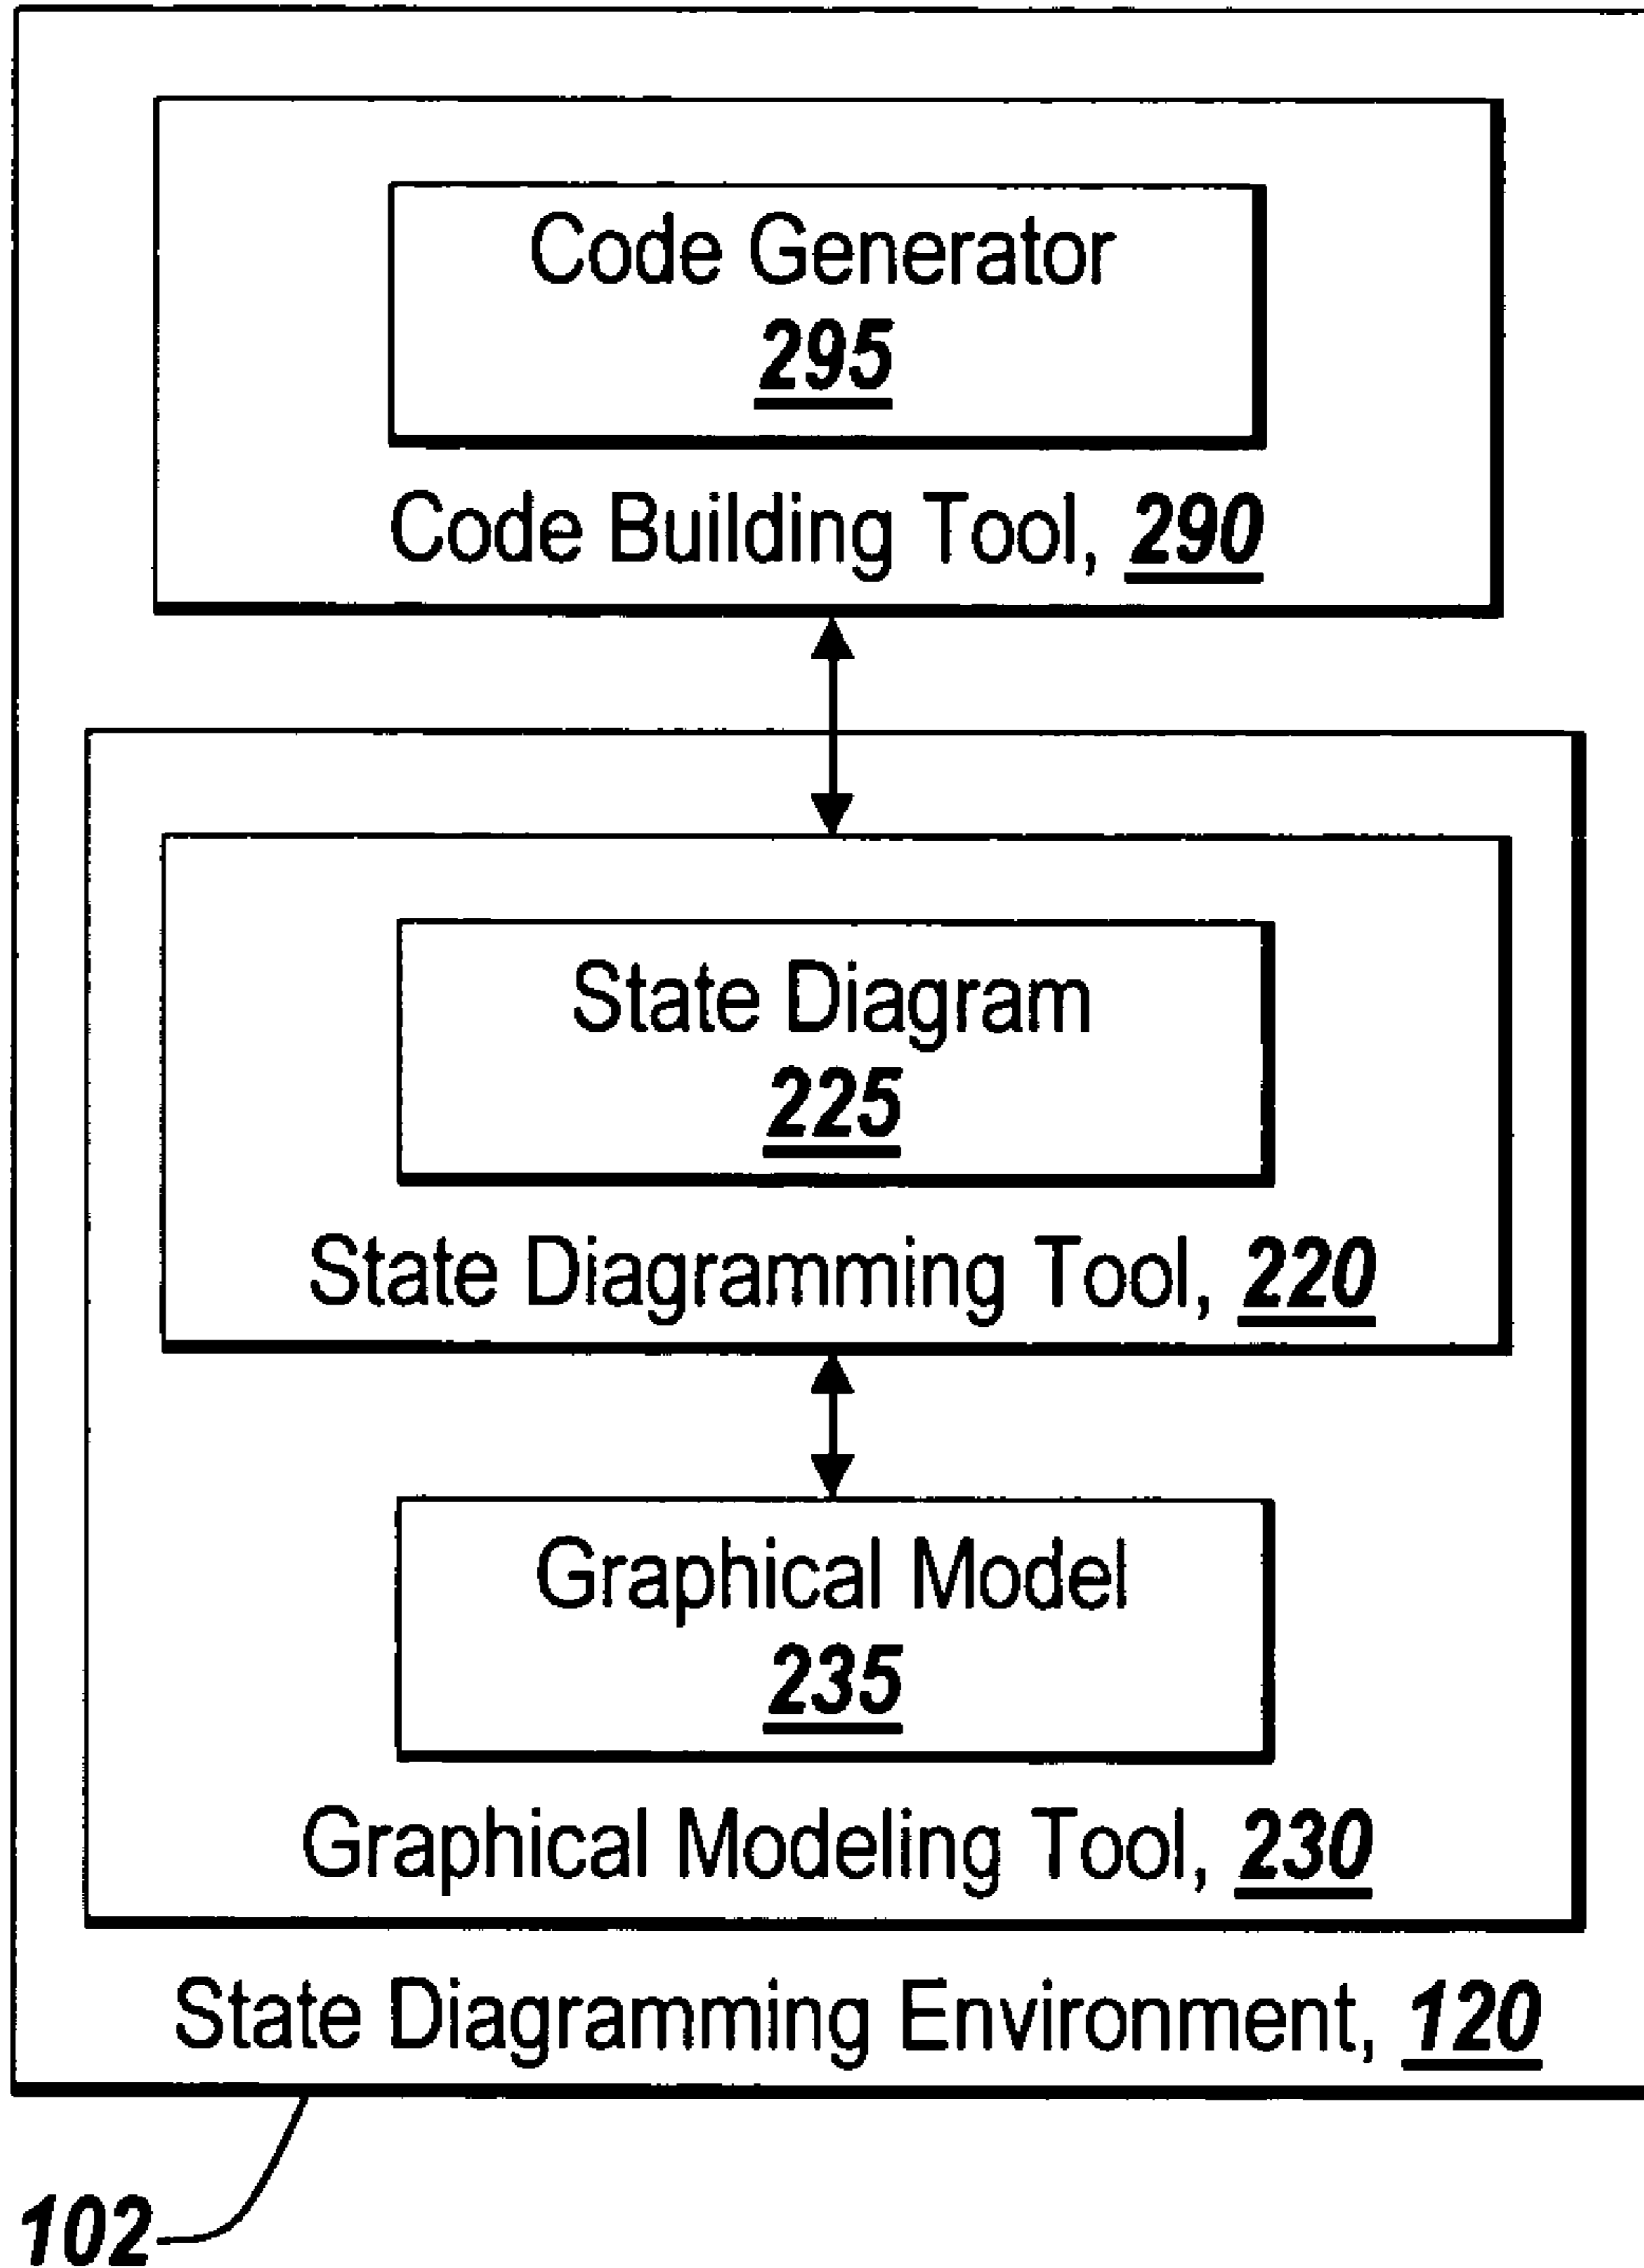 Code Generator
295
Code Building Tool, 290
State Diagram
225
State Diagramming Tool, 220
Graphical Model
235
Graphical Modeling Tool, 230
State Diagramming Environment, 120
102